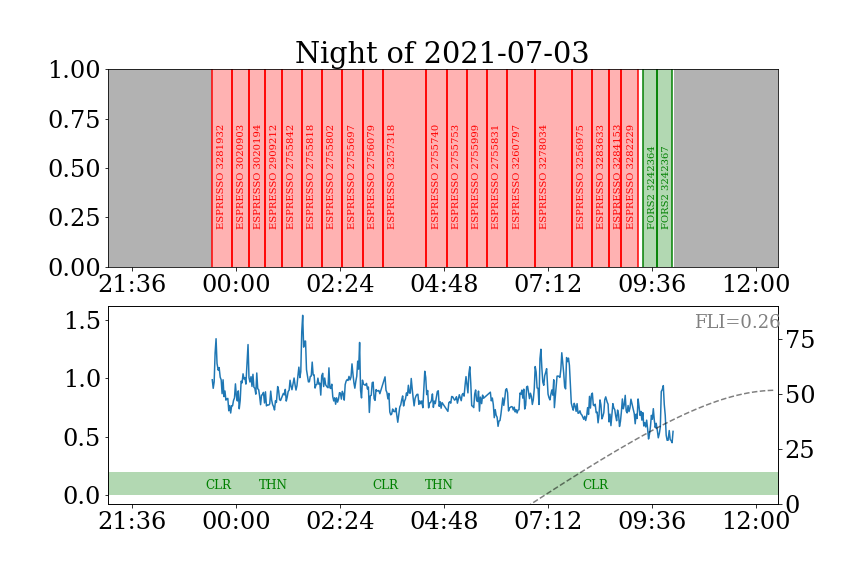 Night of 2021-07-03
1.00
0.75
0.50
0.25
0.00
ESPRESSO 3281932
ESPRESSO 3020903
ESPRESSO 3020194
ESPRESSO 2909212
ESPRESSO 2755842
ESPRESSO 2755818
ESPRESSO 2755802
ESPRESSO 2755697
ESPRESSO 2756079
ESPRESSO 3257318
ESPRESSO 2755740
ESPRESSO 2755753
ESPRESSO 2755999
ESPRESSO 2755831
ESPRESSO 3260797
ESPRESSO 3278034
ESPRESSO 3256975
ESPRESSO 3283633
ESPRESSO 3284153
ESPRESSO 3282229
FORS2 3242364
FORS2 3242367
21:36 00:00 02:24 04:48 07:12 09:36 12:00
FLI=0.26
1.5
1.0
0.5
0.0
75
50
25
0
CLR THN CLR THN CLR
21:36 00:00 02:24 04:48 07:12 09:36 12:00